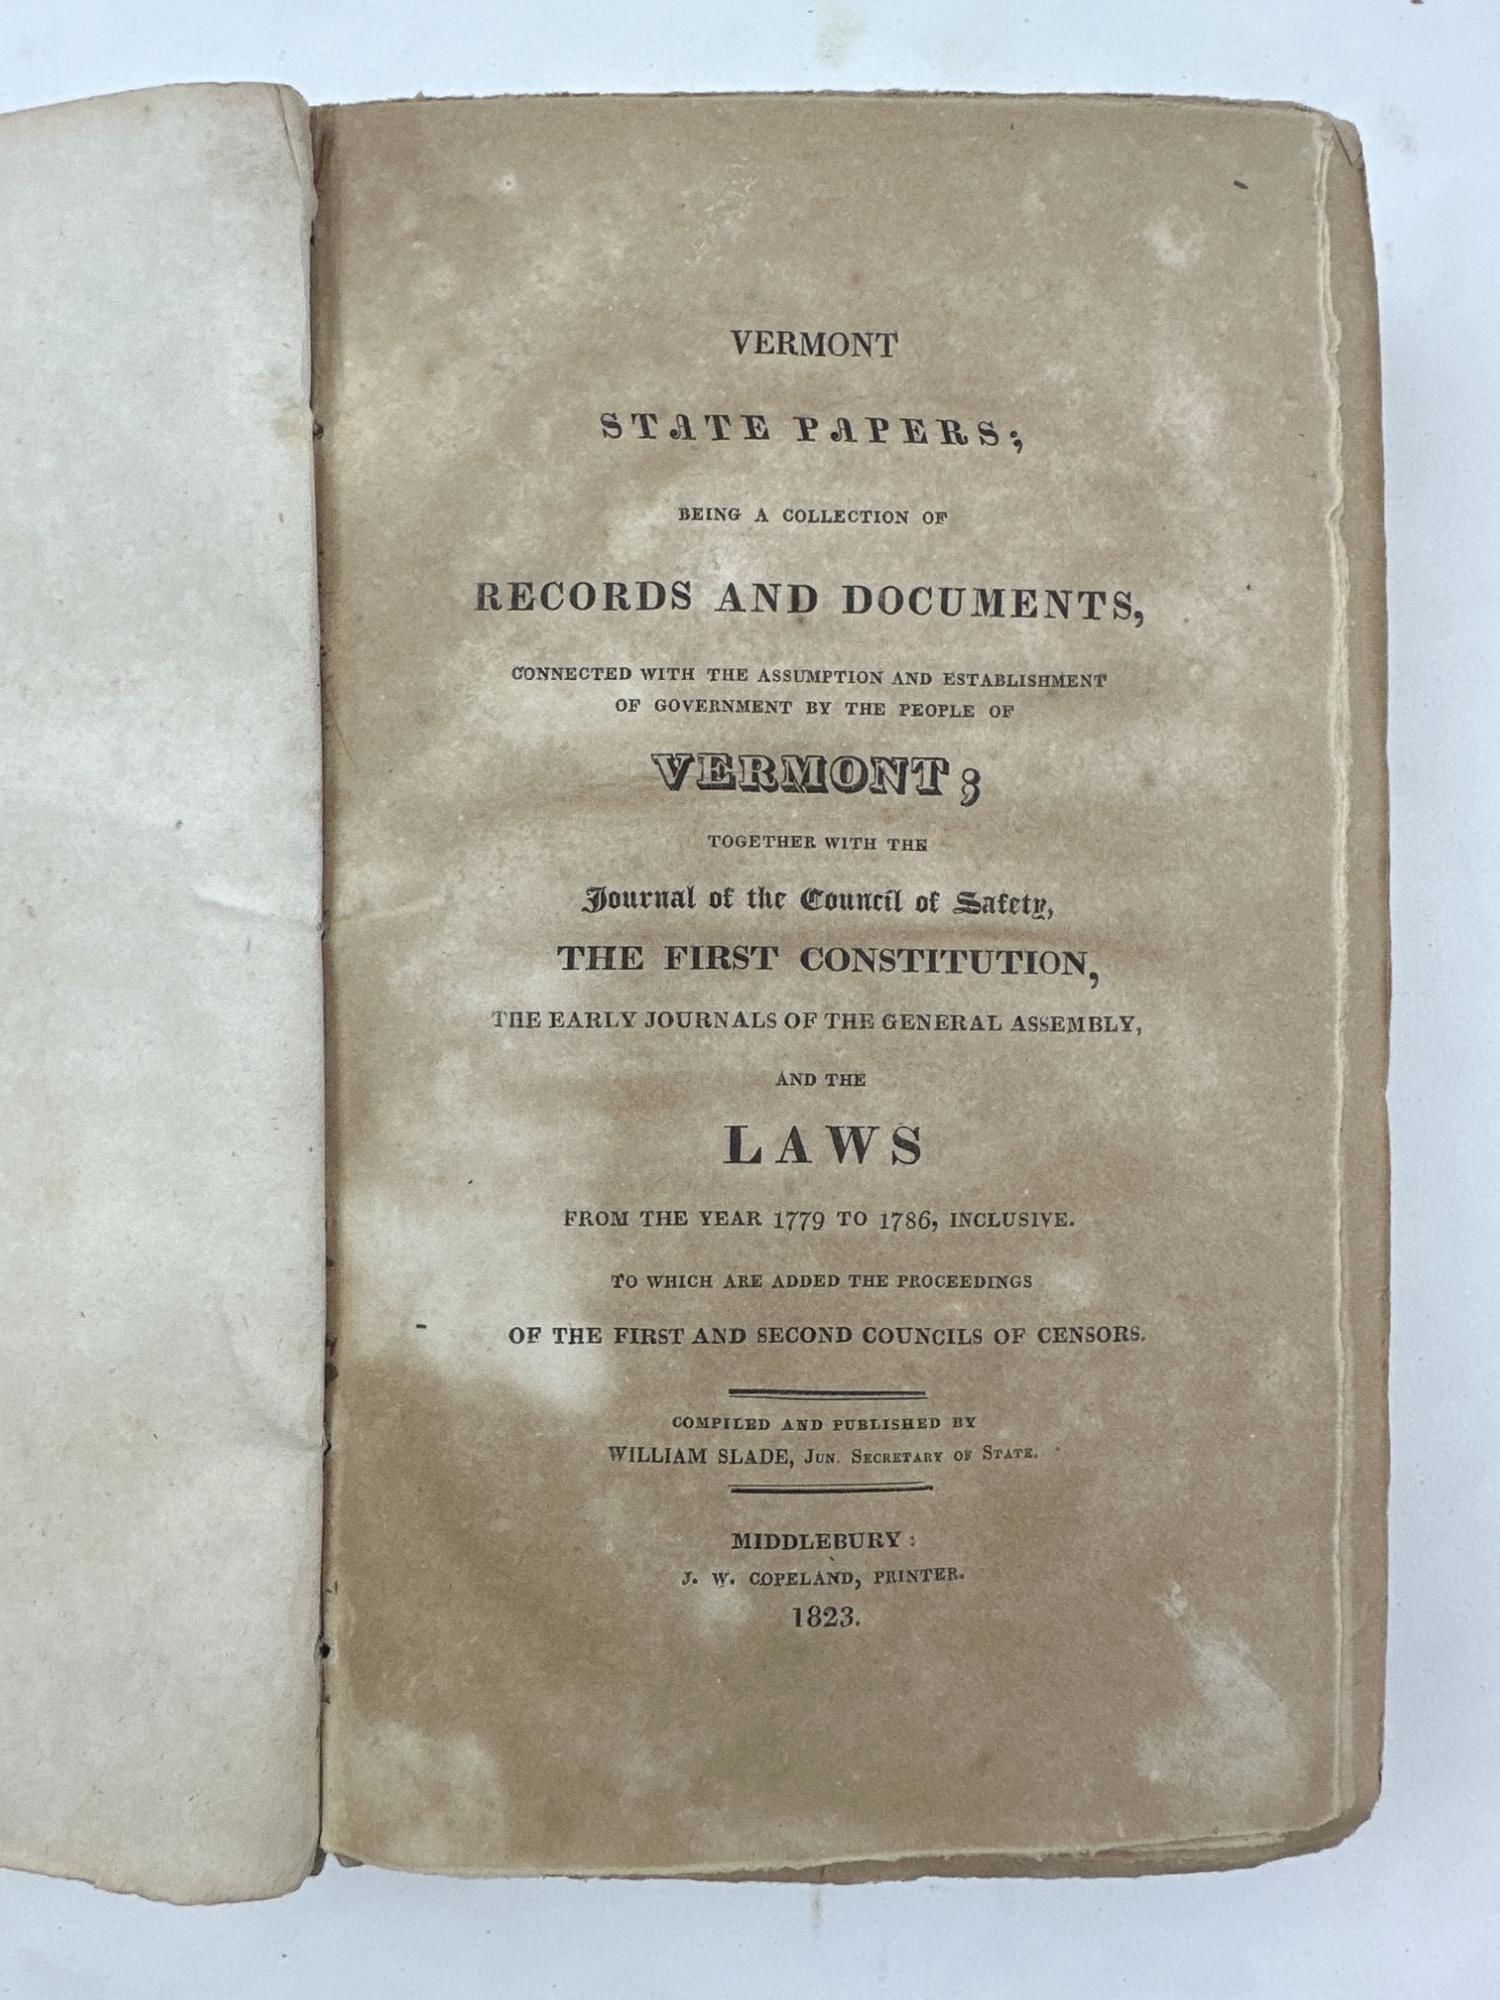 VERMONT
STATE PAPERS;
BEING A COLLECTION OF
RECORDS AND DOCUMENTS,
CONNECTED WITH THE ASSUMPTION AND ESTABLISHMENT
OF GOVERNMENT BY THE PEOPLE OF
VERMONT;
TOGETHER WITH THE
Journal of the Council of Safety,
THE FIRST CONSTITUTION,
THE EARLY JOURNALS OF THE GENERAL ASSEMBLY,
AND THE
LAWS
FROM THE YEAR 1779 TO 1786, INCLUSIVE.
TO WHICH ARE ADDED THE PROCEEDINGS
OF THE FIRST AND SECOND COUNCILS OF CENSORS.
COMPILED AND PUBLISHED BY
WILLIAM SLADE, JUN. SECRETARY OF STATE.
MIDDLEBURY:
J. W. COPELAND, PRINTER.
1823.